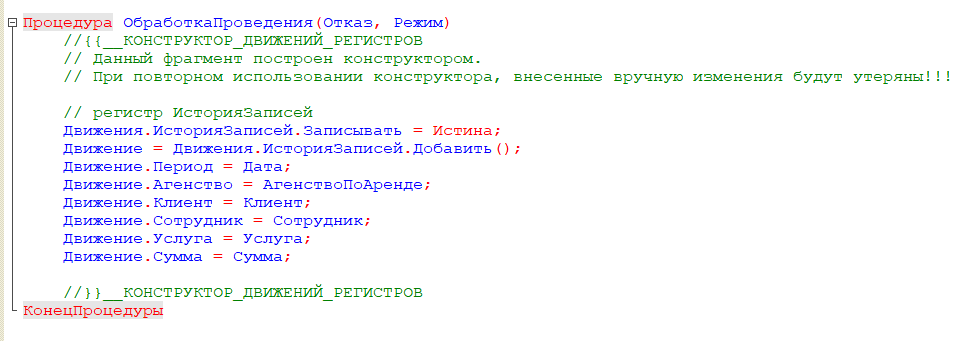 Процедура ОбработкаПроведения(Отказ, Режим)
//{{__КОНСТРУКТОР_ДВИЖЕНИЙ_РЕГИСТРОВ
// Данный фрагмент построен конструктором.
// При повторном использовании конструктора, внесенные вручную изменения будут утеряны!!!
// регистр ИсторияЗаписей
Движения.ИсторияЗаписей.Записывать = Истина;
Движение = Движения.ИсторияЗаписей.Добавить();
Движение.Период = Дата;
Движение.Агенство = АгенствоПоАренде;
Движение.Клиент = Клиент;
Движение.Сотрудник = Сотрудник;
Движение.Услуга = Услуга;
Движение.Сумма = Сумма;
//}}__КОНСТРУКТОР_ДВИЖЕНИЙ_РЕГИСТРОВ
КонецПроцедуры